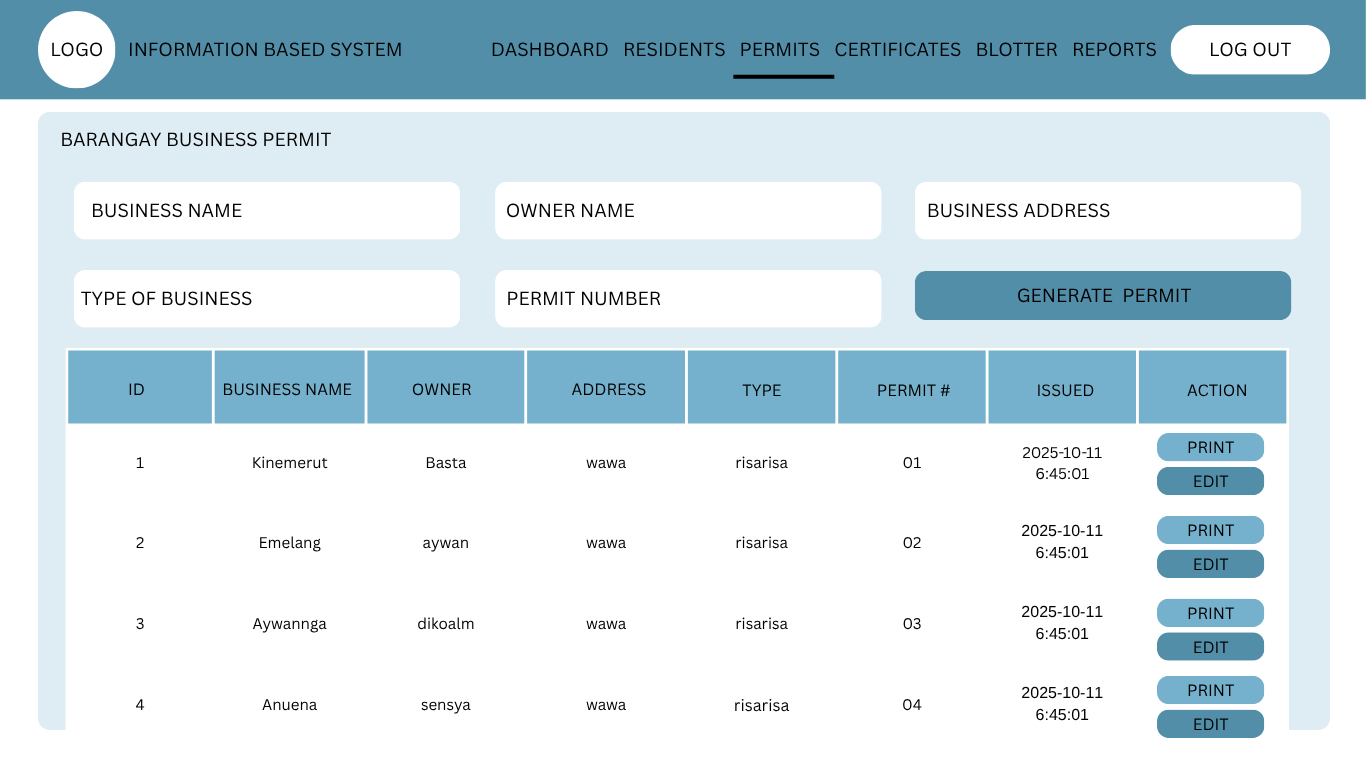 LOGO INFORMATION BASED SYSTEM DASHBOARD RESIDENTS PERMITS CERTIFICATES BLOTTER REPORTS LOG OUT
BARANGAY BUSINESS PERMIT
BUSINESS NAME OWNER NAME BUSINESS ADDRESS
TYPE OF BUSINESS PERMIT NUMBER GENERATE PERMIT
ID BUSINESS NAME OWNER ADDRESS TYPE PERMIT # ISSUED ACTION
1 Kinemerut Basta wawa risarisa 01 2025-10-11 6:45:01 PRINT EDIT
2 Emelang aywan wawa risarisa 02 2025-10-11 6:45:01 PRINT EDIT
3 Aywannga dikoalm wawa risarisa 03 2025-10-11 6:45:01 PRINT EDIT
4 Anuena sensya wawa risarisa 04 2025-10-11 6:45:01 PRINT EDIT